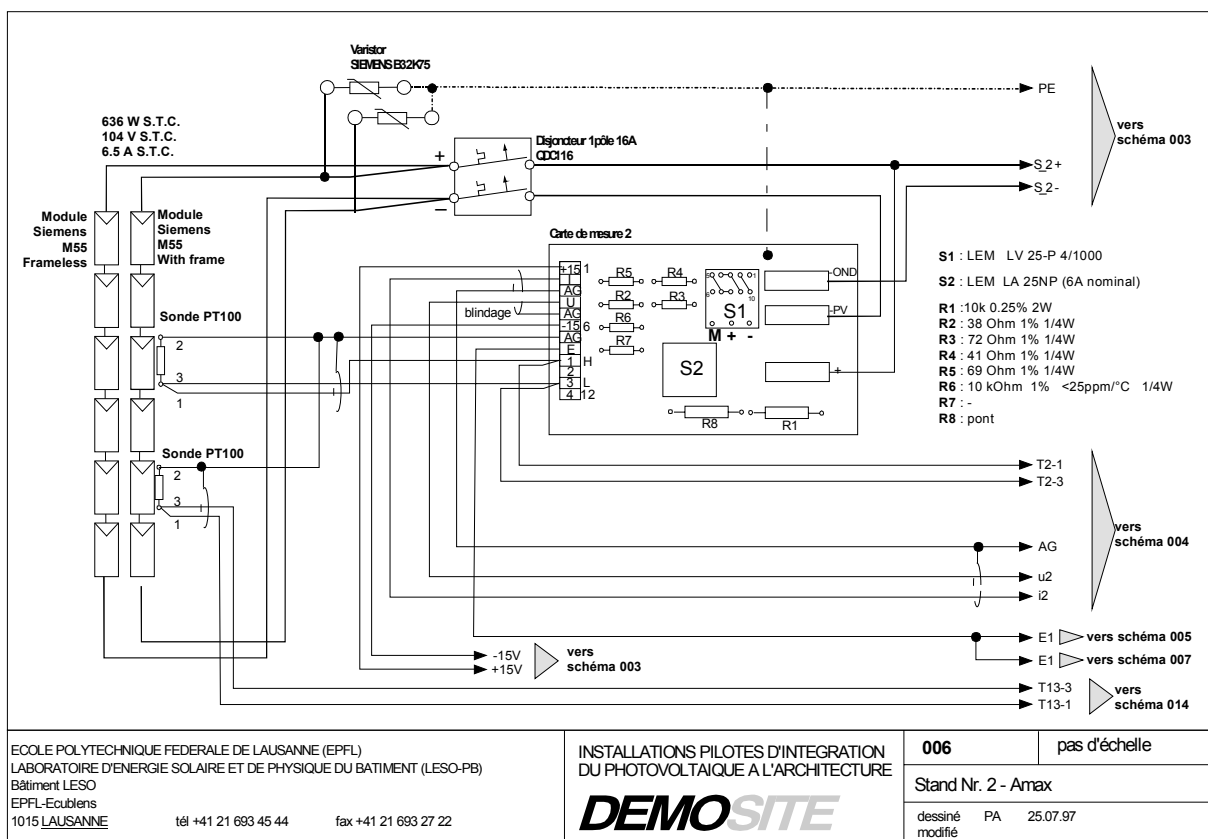 Varistor
SIEMENS B32K75
PE
636 W S.T.C.
104 V S.T.C.
6.5 A S.T.C.
vers
schéma 003
Disjoncteur 1pôle 16A
QDC116
+
S_2+
S_2-
–
Module
Siemens
M55
Frameless
Module
Siemens
M55
With frame
Carte de mesure 2
+15 1
I
AG
U
AG
-15 6
AG
E
1 H
2
3 L
4 12
blindage
R5
R4
R2
R3
R6
R7
5
1
6
10
S1
M + -
S2
-OND
-PV
+
R8
R1
S1 : LEM LV 25-P 4/1000
S2 : LEM LA 25NP (6A nominal)
R1 :10k 0.25% 2W
R2 : 38 Ohm 1% 1/4W
R3 : 72 Ohm 1% 1/4W
R4 : 41 Ohm 1% 1/4W
R5 : 69 Ohm 1% 1/4W
R6 : 10 kOhm 1% <25ppm/°C 1/4W
R7 : -
R8 : pont
Sonde PT100
2
3
1
Sonde PT100
2
3
1
T2-1
T2-3
AG
u2
i2
vers
schéma 004
E1 vers schéma 005
E1 vers schéma 007
-15V
+15V
vers
schéma 003
T13-3
T13-1
vers
schéma 014
ECOLE POLYTECHNIQUE FEDERALE DE LAUSANNE (EPFL)
LABORATOIRE D'ENERGIE SOLAIRE ET DE PHYSIQUE DU BATIMENT (LESO-PB)
Bâtiment LESO
EPFL-Ecublens
1015 LAUSANNE tél +41 21 693 45 44 fax +41 21 693 27 22
INSTALLATIONS PILOTES D'INTEGRATION
DU PHOTOVOLTAIQUE A L'ARCHITECTURE
DEMOSITE
006
pas d'échelle
Stand Nr. 2 - Amax
dessiné PA 25.07.97
modifié